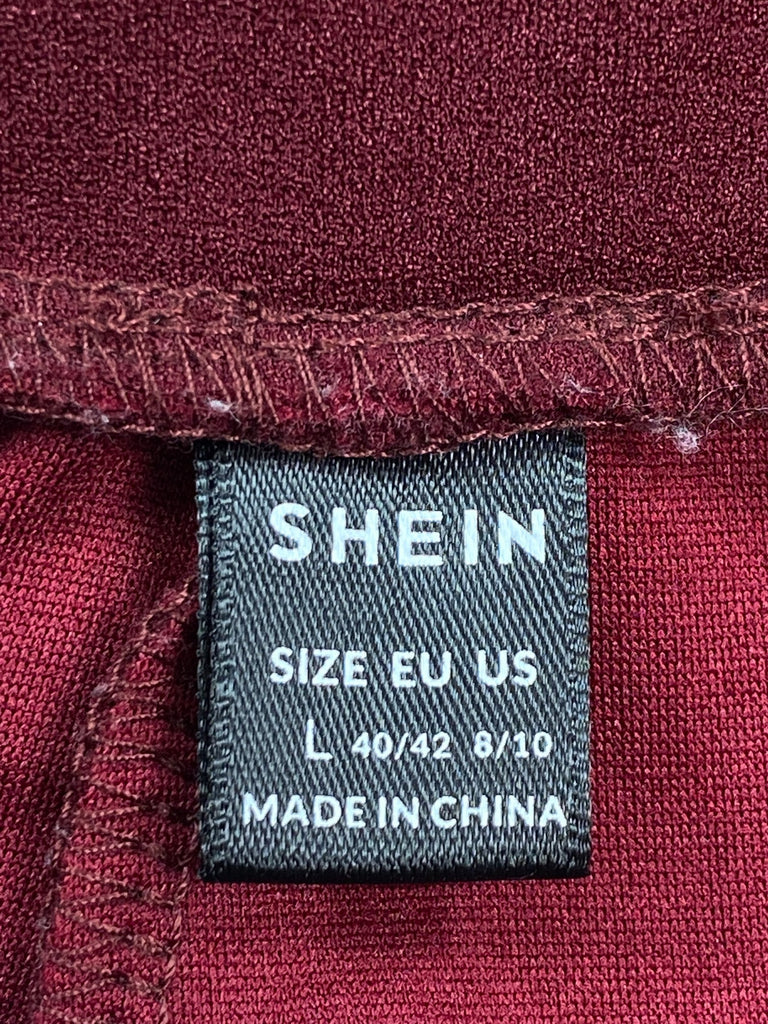 SHEIN
SIZE EU US
L 40/42 8/10
MADE IN CHINA